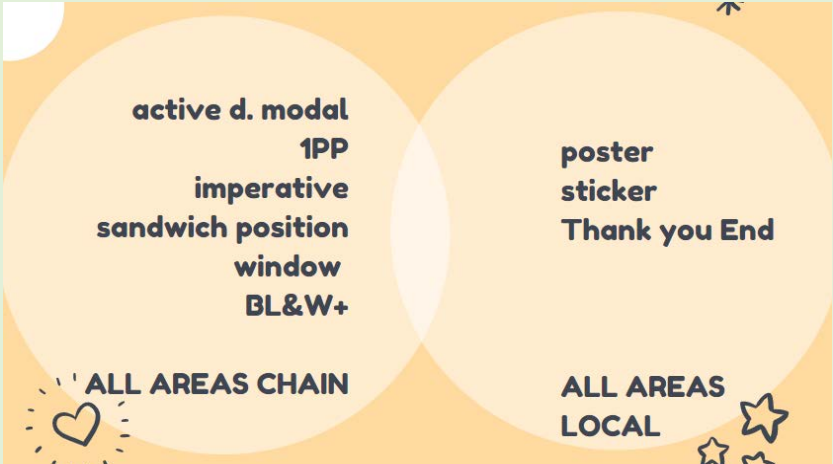 active d. modal
1PP
imperative
sandwich position
window
BL&W+
ALL AREAS CHAIN
poster
sticker
Thank you End
ALL AREAS
LOCAL